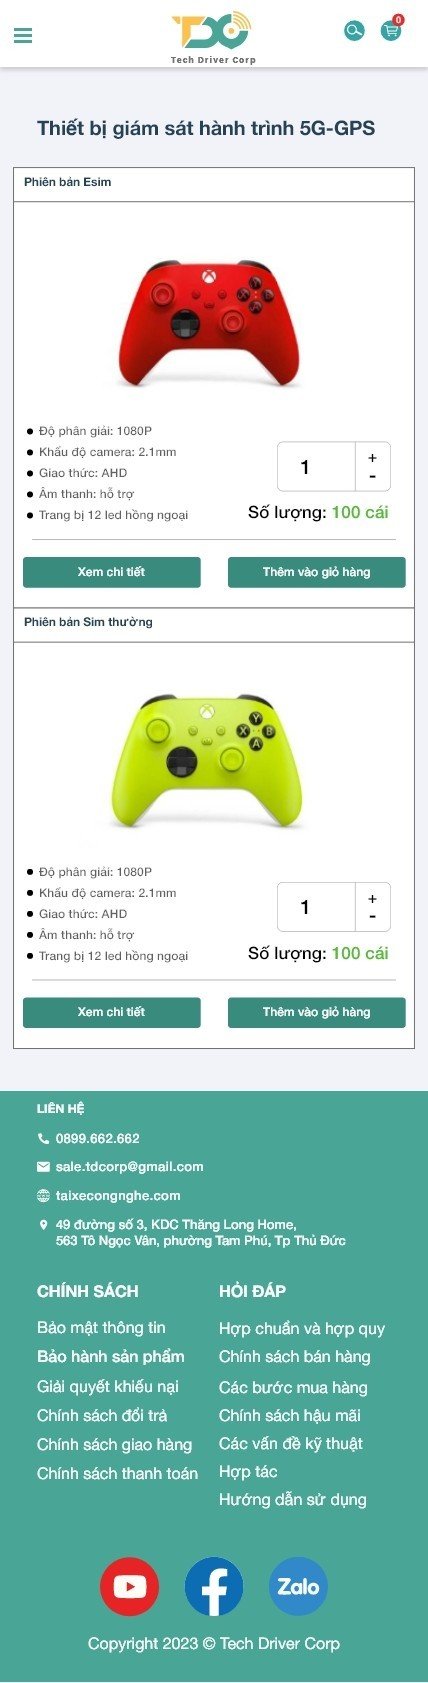 TDC
0
Tech Driver Corp
Thiết bị giám sát hành trình 5G-GPS
Phiên bản Esim
Độ phân giải: 1080P
Khẩu độ camera: 2.1mm
Giao thức: AHD
Âm thanh: hỗ trợ
Trang bị 12 led hồng ngoại
1
+
-
Số lượng: 100 cái
Xem chi tiết
Thêm vào giỏ hàng
Phiên bản Sim thường
Y
X
B
A
Độ phân giải: 1080P
Khẩu độ camera: 2.1mm
Giao thức: AHD
Âm thanh: hỗ trợ
Trang bị 12 led hồng ngoại
1
+
-
Số lượng: 100 cái
Xem chi tiết
Thêm vào giỏ hàng
LIÊN HỆ
0899.662.662
sale.tdcorp@gmail.com
taixecongnghe.com
49 đường số 3, KDC Thăng Long Home,
563 Tô Ngọc Vân, phường Tam Phú, Tp Thủ Đức
CHÍNH SÁCH
Bảo mật thông tin
Bảo hành sản phẩm
Giải quyết khiếu nại
Chính sách đổi trả
Chính sách giao hàng
Chính sách thanh toán
HỎI ĐÁP
Hợp chuẩn và hợp quy
Chính sách bán hàng
Các bước mua hàng
Chính sách hậu mãi
Các vấn đề kỹ thuật
Hợp tác
Hướng dẫn sử dụng
Zalo
Copyright 2023 © Tech Driver Corp